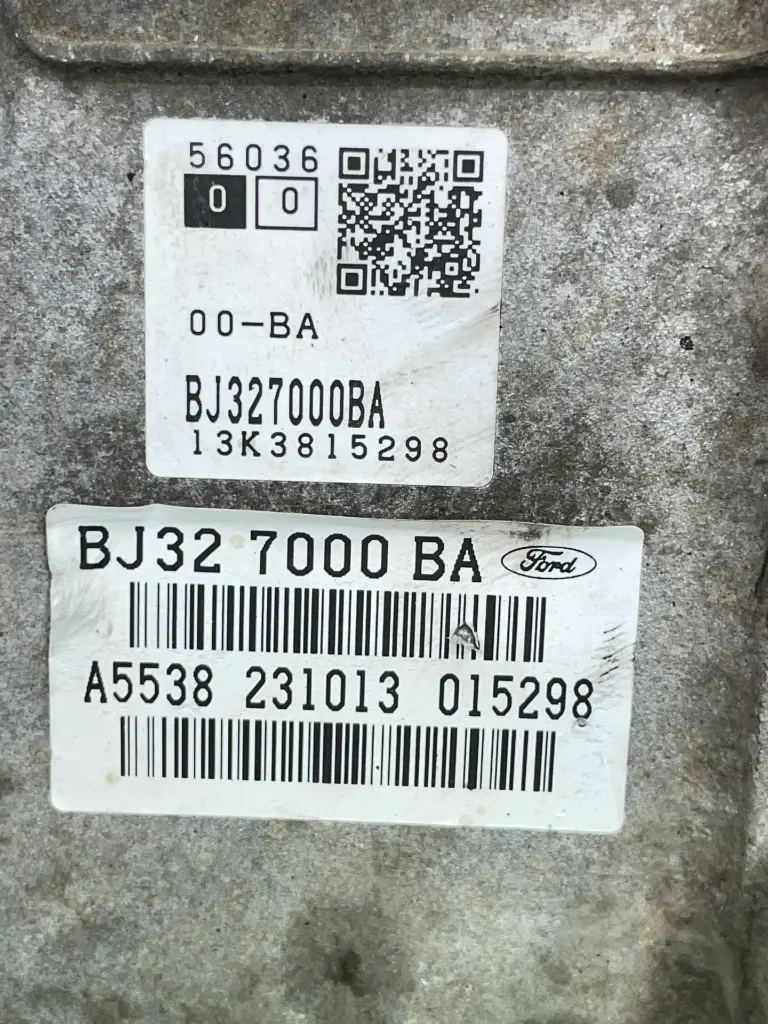 56036
0 0
00-BA
BJ327000BA
13K3815298
BJ32 7000 BA Ford
A5538 231013 015298